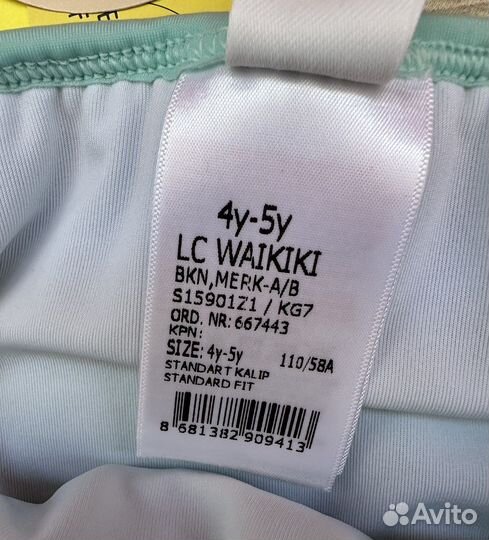 4y-5y
LC WAIKIKI
BKN,MERK-A/B
S15901Z1 / KG7
ORD. NR: 667443
KPN:
SIZE: 4y-5y 110/58A
STANDART KALIP
STANDARD FIT
8 681382 909413
Avito